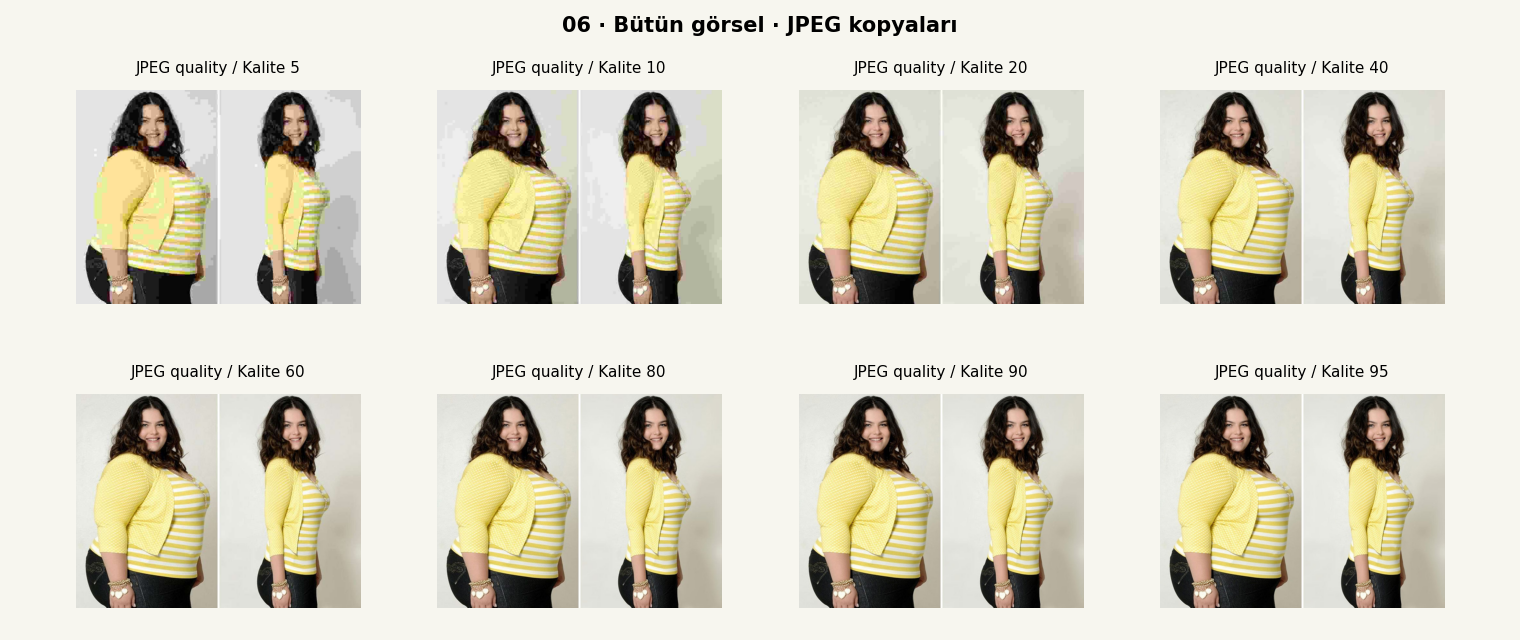 06 · Bütün görsel · JPEG kopyaları
JPEG quality / Kalite 5
JPEG quality / Kalite 10
JPEG quality / Kalite 20
JPEG quality / Kalite 40
JPEG quality / Kalite 60
JPEG quality / Kalite 80
JPEG quality / Kalite 90
JPEG quality / Kalite 95